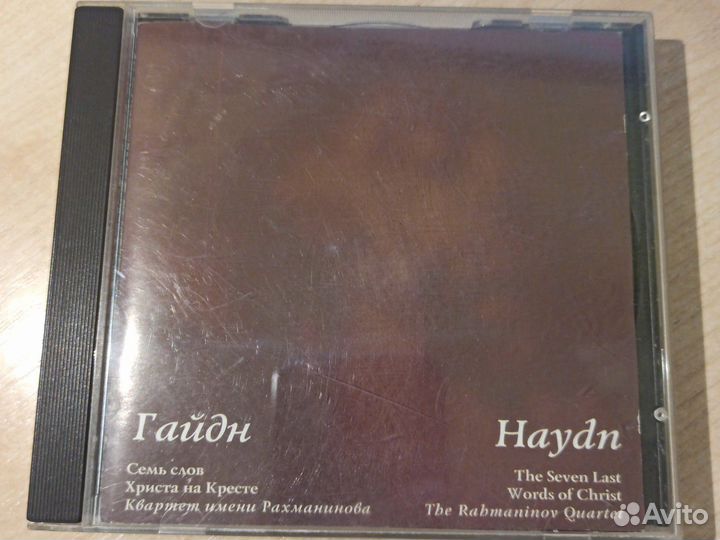 Гайдн
Семь слов
Христа на Кресте
Квартет имени Рахманинова
Haydn
The Seven Last
Words of Christ
The Rahmaninov Quartet
Avito